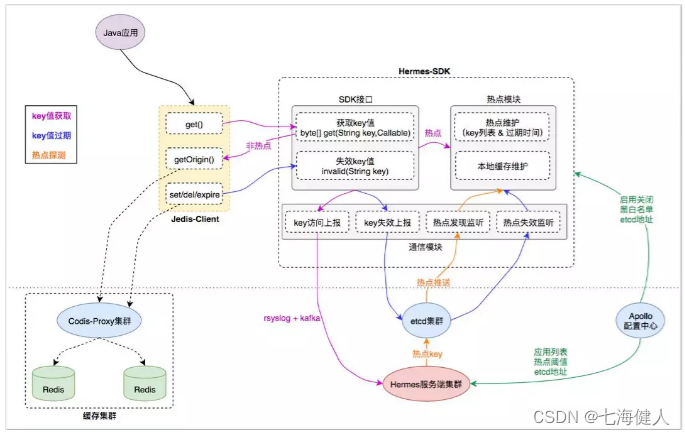 Java应用
Hermes-SDK
key值获取
key值过期
热点探测
get()
getOrigin()
set/del/expire
Jedis-Client
非热点
SDK接口
获取key值
byte[] get(String key,Callable)
失效key值
invalid(String key)
热点
热点模块
热点维护
(key列表 & 过期时间)
本地缓存维护
key访问上报
key失效上报
热点发现监听
热点失效监听
通信模块
启用关闭
黑白名单
etcd地址
热点推送
rsyslog + kafka
Codis-Proxy集群
etcd集群
Apollo
配置中心
热点key
应用列表
热点阈值
etcd地址
Redis
Redis
Hermes服务端集群
缓存集群
CSDN @七海健人